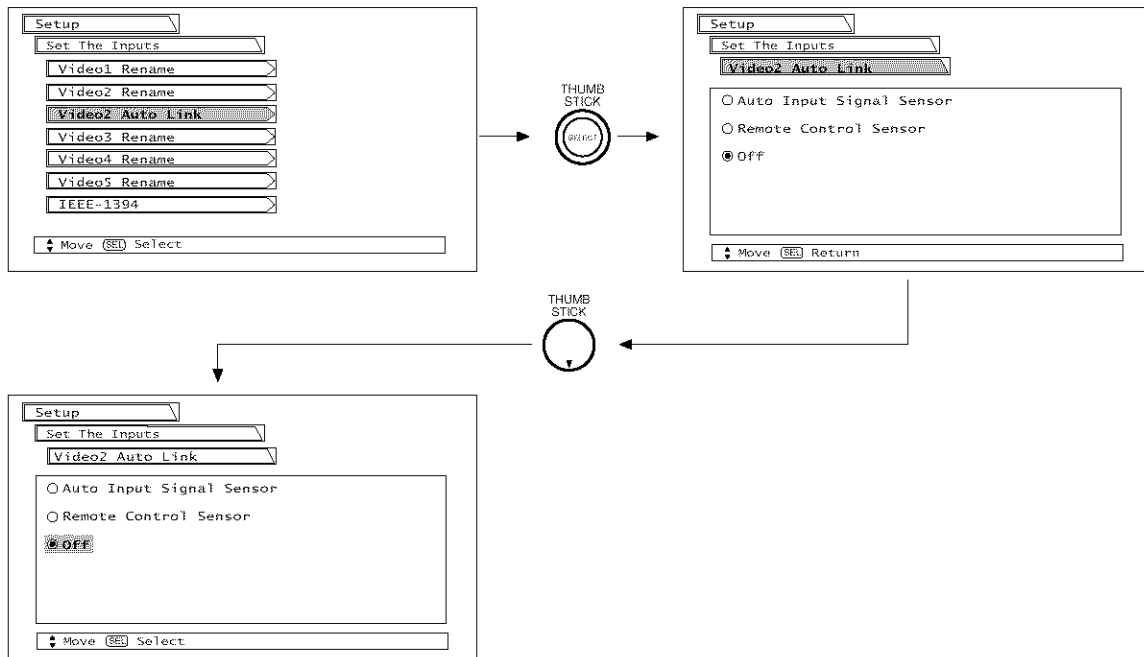 Setup
Set The Inputs
Video1 Rename
Video2 Rename
Video2 Auto Link
Video3 Rename
Video4 Rename
Video5 Rename
IEEE-1394
Move SEL Select
THUMB
STICK
SELECT
Setup
Set The Inputs
Video2 Auto Link
Auto Input Signal Sensor
Remote Control Sensor
Off
Move SEL Return
THUMB
STICK
Setup
Set The Inputs
Video2 Auto Link
Auto Input Signal Sensor
Remote Control Sensor
Off
Move SEL Select